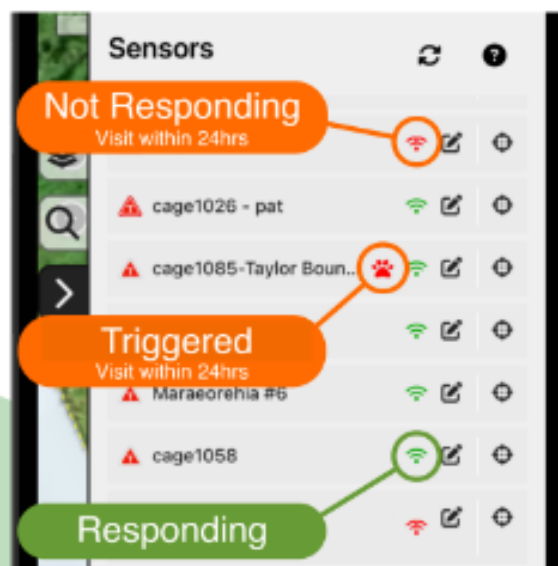 Sensors
Not Responding
Visit within 24hrs
cage1026 - pat
cage1085-Taylor Boun..
Triggered
Visit within 24hrs
Maraeorehia #6
cage1058
Responding